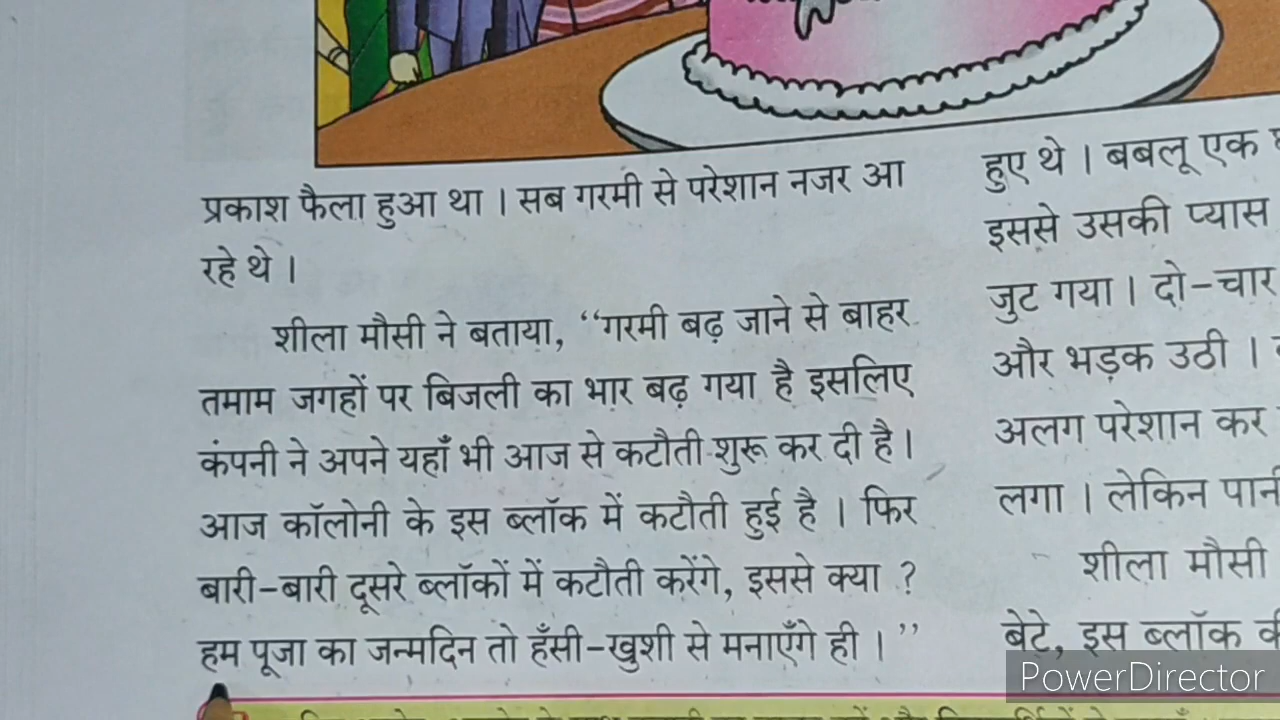 प्रकाश फैला हुआ था । सब गरमी से परेशान नजर आ
रहे थे ।
शीला मौसी ने बताया, ‘‘गरमी बढ़ जाने से बाहर
तमाम जगहों पर बिजली का भार बढ़ गया है इसलिए
कंपनी ने अपने यहाँ भी आज से कटौती शुरू कर दी है ।
आज कॉलोनी के इस ब्लॉक में कटौती हुई है । फिर
बारी-बारी दूसरे ब्लॉकों में कटौती करेंगे, इससे क्या ?
हम पूजा का जन्मदिन तो हँसी-खुशी से मनाएँगे ही ।’’
हुए थे । बबलू एक
इससे उसकी प्यास
जुट गया । दो-चार
और भड़क उठी ।
अलग परेशान कर
लगा । लेकिन
शीला मौसी
बेटे, इस ब्लॉक
PowerDirector